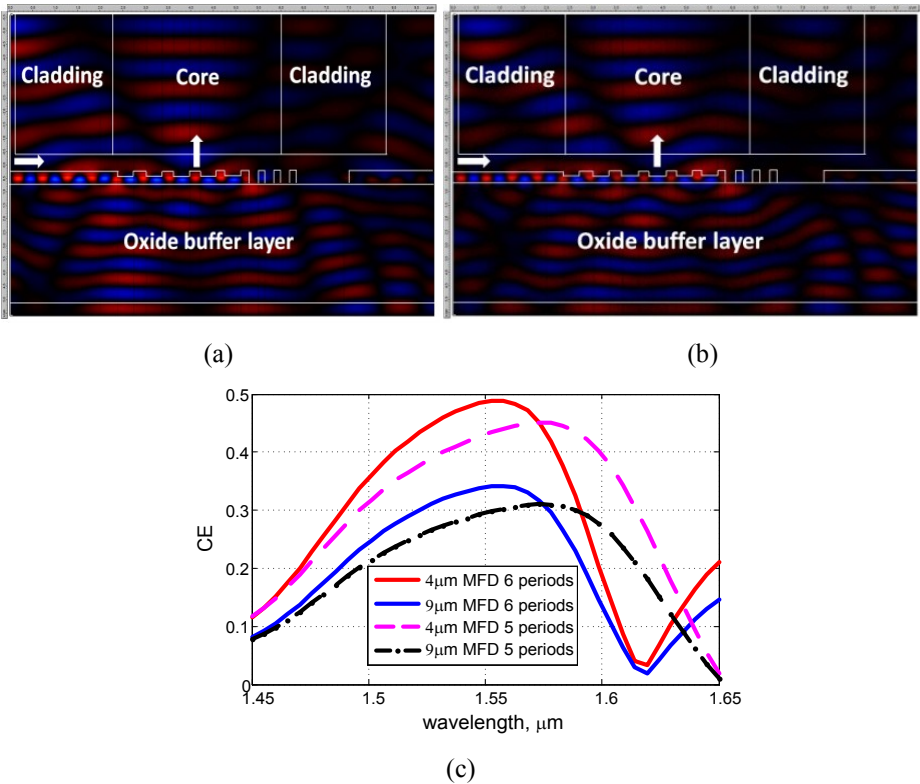 Cladding Core Cladding
Oxide buffer layer
Cladding Core Cladding
Oxide buffer layer
(a) (b)
0.5
0.4
0.3
0.2
0.1
0
CE
4μm MFD 6 periods
9μm MFD 6 periods
4μm MFD 5 periods
9μm MFD 5 periods
1.45 1.5 1.55 1.6 1.65
wavelength, μm
(c)